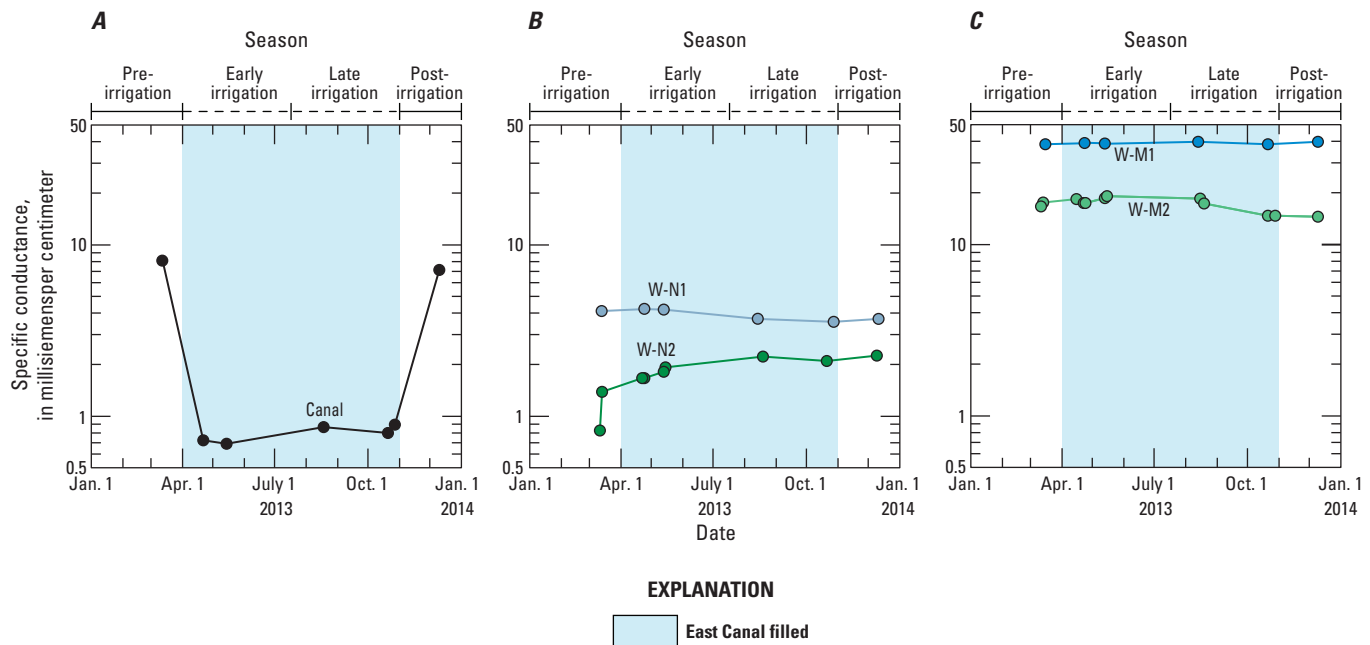 A
Season
Pre-
irrigation
Early
irrigation
Late
irrigation
Post-
irrigation
50
10
1
0.5
Specific conductance,
in millisiemensper centimeter
Canal
Jan. 1
Apr. 1
July 1
Oct. 1
Jan. 1
2013
2014
B
Season
Pre-
irrigation
Early
irrigation
Late
irrigation
Post-
irrigation
50
10
1
0.5
W-N1
W-N2
Jan. 1
Apr. 1
July 1
Oct. 1
Jan. 1
2013
2014
Date
C
Season
Pre-
irrigation
Early
irrigation
Late
irrigation
Post-
irrigation
50
10
1
0.5
W-M1
W-M2
Jan. 1
Apr. 1
July 1
Oct. 1
Jan. 1
2013
2014
EXPLANATION
East Canal filled